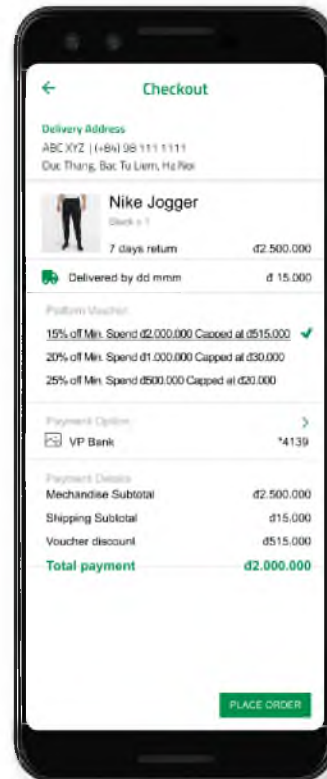 Checkout
Delivery Address
ABC XYZ | (+84) 98 111 1111
Duc Thang, Bac Tu Liem, Ha Noi
Nike Jogger
Black x 1
7 days return đ2.500.000
Delivered by dd mmm đ 15.000
Platform Voucher
15% off Min. Spend đ2.000.000 Capped at đ515.000
20% off Min. Spend đ1.000.000 Capped at đ30.000
25% off Min. Spend đ500.000 Capped at đ20.000
Payment Option
VP Bank *4139
Payment Details
Mechandise Subtotal đ2.500.000
Shipping Subtotal đ15.000
Voucher discount đ515.000
Total payment đ2.000.000
PLACE ORDER